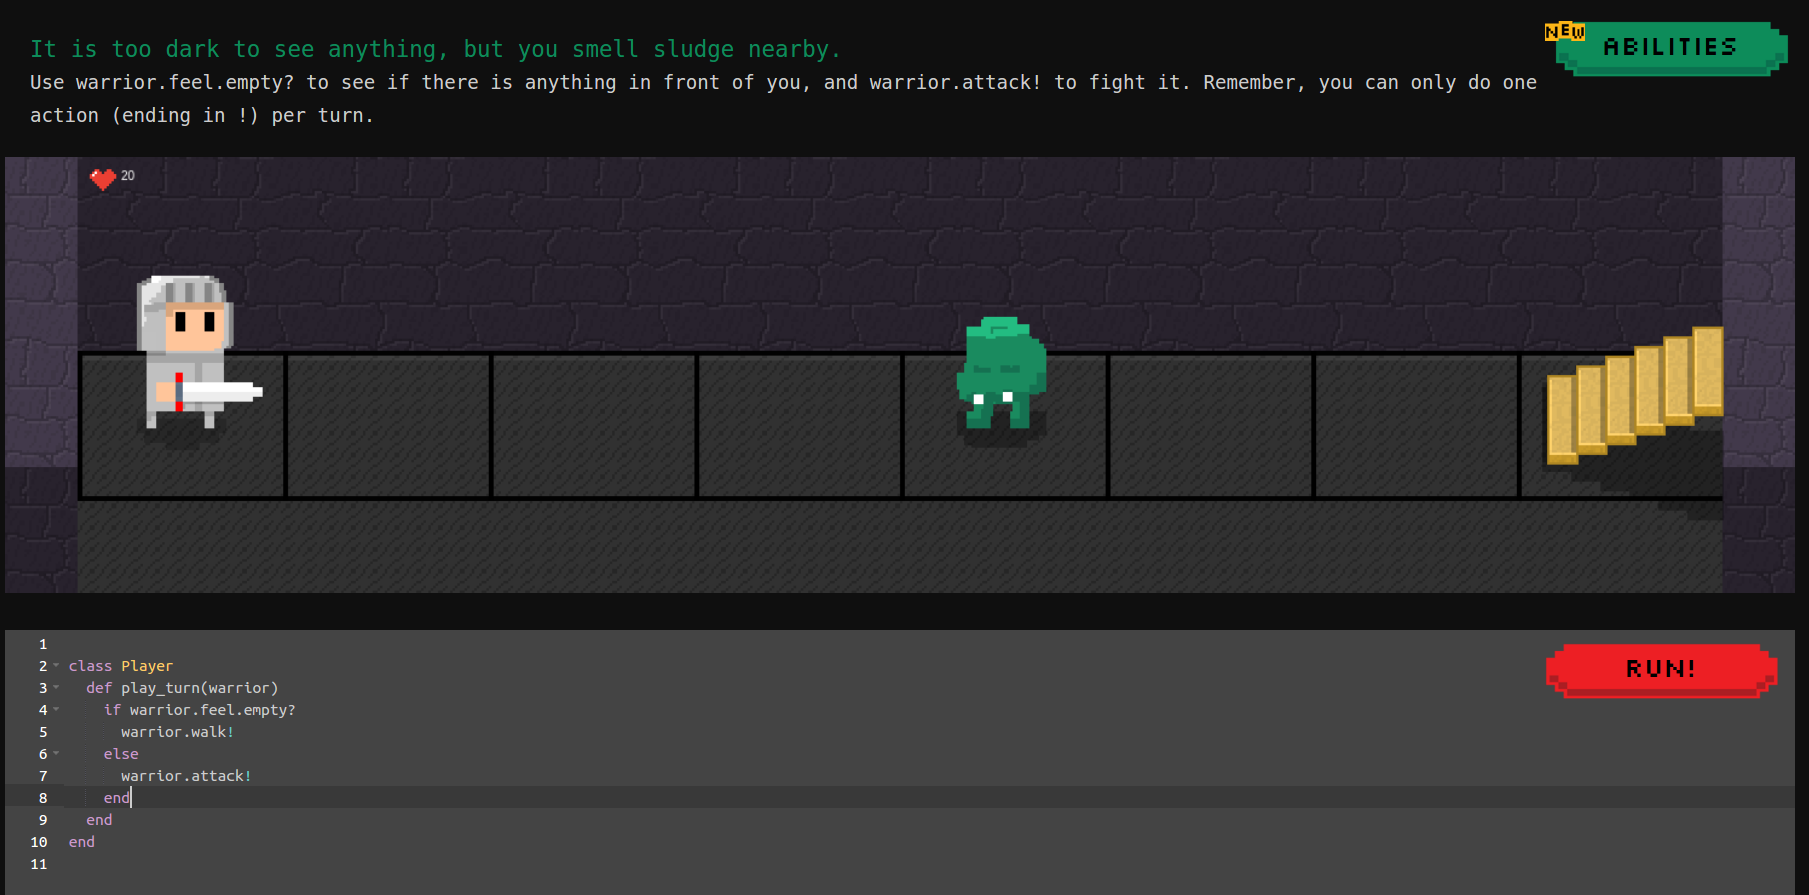 It is too dark to see anything, but you smell sludge nearby.
NEW
ABILITIES
Use warrior.feel.empty? to see if there is anything in front of you, and warrior.attack! to fight it. Remember, you can only do one
action (ending in !) per turn.
20
RUN!
1
2 class Player
3 def play_turn(warrior)
4 if warrior.feel.empty?
5 warrior.walk!
6 else
7 warrior.attack!
8 end
9 end
10 end
11